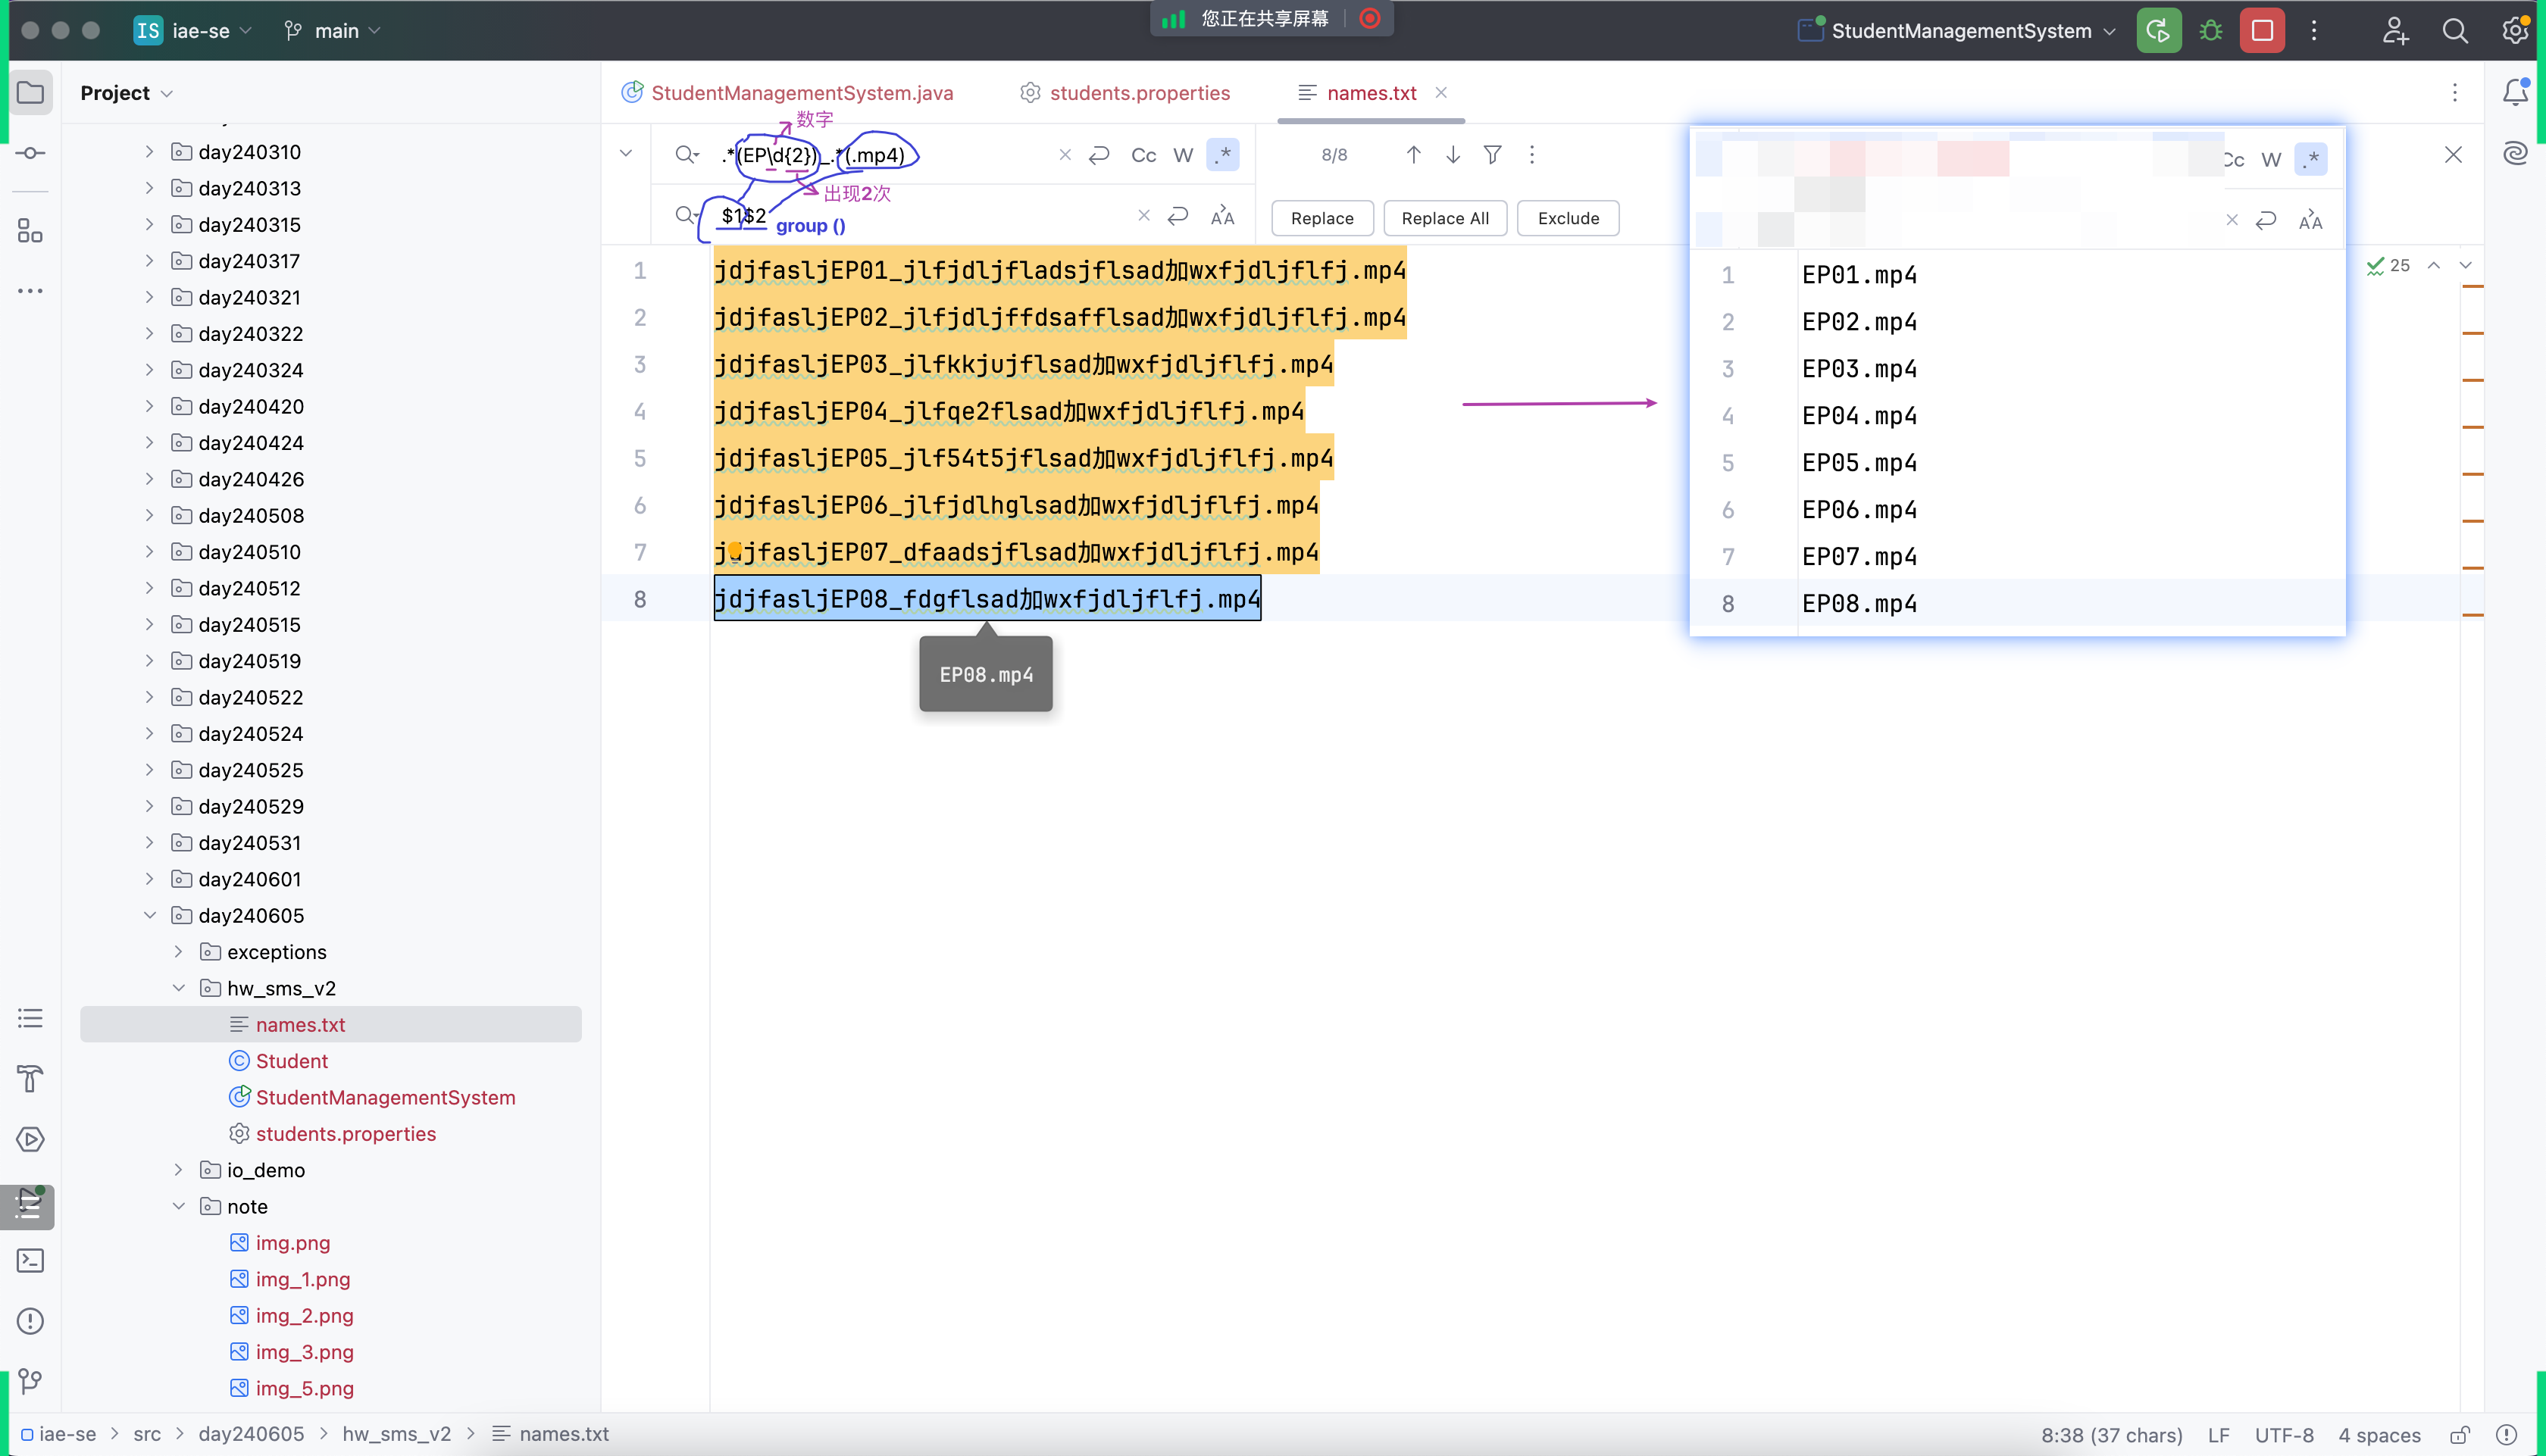 IS iae-se main 您正在共享屏幕 StudentManagementSystem
Project
StudentManagementSystem.java students.properties names.txt
数字
.*(EP\d{2})_.*(.mp4) Cc W .* 8/8
出现2次
$1$2
group ()
Replace Replace All Exclude
Cc W .*
25
day240310
day240313
day240315
day240317
day240321
day240322
day240324
day240420
day240424
day240426
day240508
day240510
day240512
day240515
day240519
day240522
day240524
day240525
day240529
day240531
day240601
day240605
exceptions
hw_sms_v2
names.txt
Student
StudentManagementSystem
students.properties
io_demo
note
img.png
img_1.png
img_2.png
img_3.png
img_5.png
1 jdjfasljEP01_jlfjdljfladsjflsad加wxfjdljflfj.mp4
2 jdjfasljEP02_jlfjdljffdsafflsad加wxfjdljflfj.mp4
3 jdjfasljEP03_jlfkkjujflsad加wxfjdljflfj.mp4
4 jdjfasljEP04_jlfqe2flsad加wxfjdljflfj.mp4
5 jdjfasljEP05_jlf54t5jflsad加wxfjdljflfj.mp4
6 jdjfasljEP06_jlfjdlhglsad加wxfjdljflfj.mp4
7 jdjfasljEP07_dfaadsjflsad加wxfjdljflfj.mp4
8 jdjfasljEP08_fdgflsad加wxfjdljflfj.mp4
EP08.mp4
1 EP01.mp4
2 EP02.mp4
3 EP03.mp4
4 EP04.mp4
5 EP05.mp4
6 EP06.mp4
7 EP07.mp4
8 EP08.mp4
iae-se > src > day240605 > hw_sms_v2 > names.txt
8:38 (37 chars) LF UTF-8 4 spaces